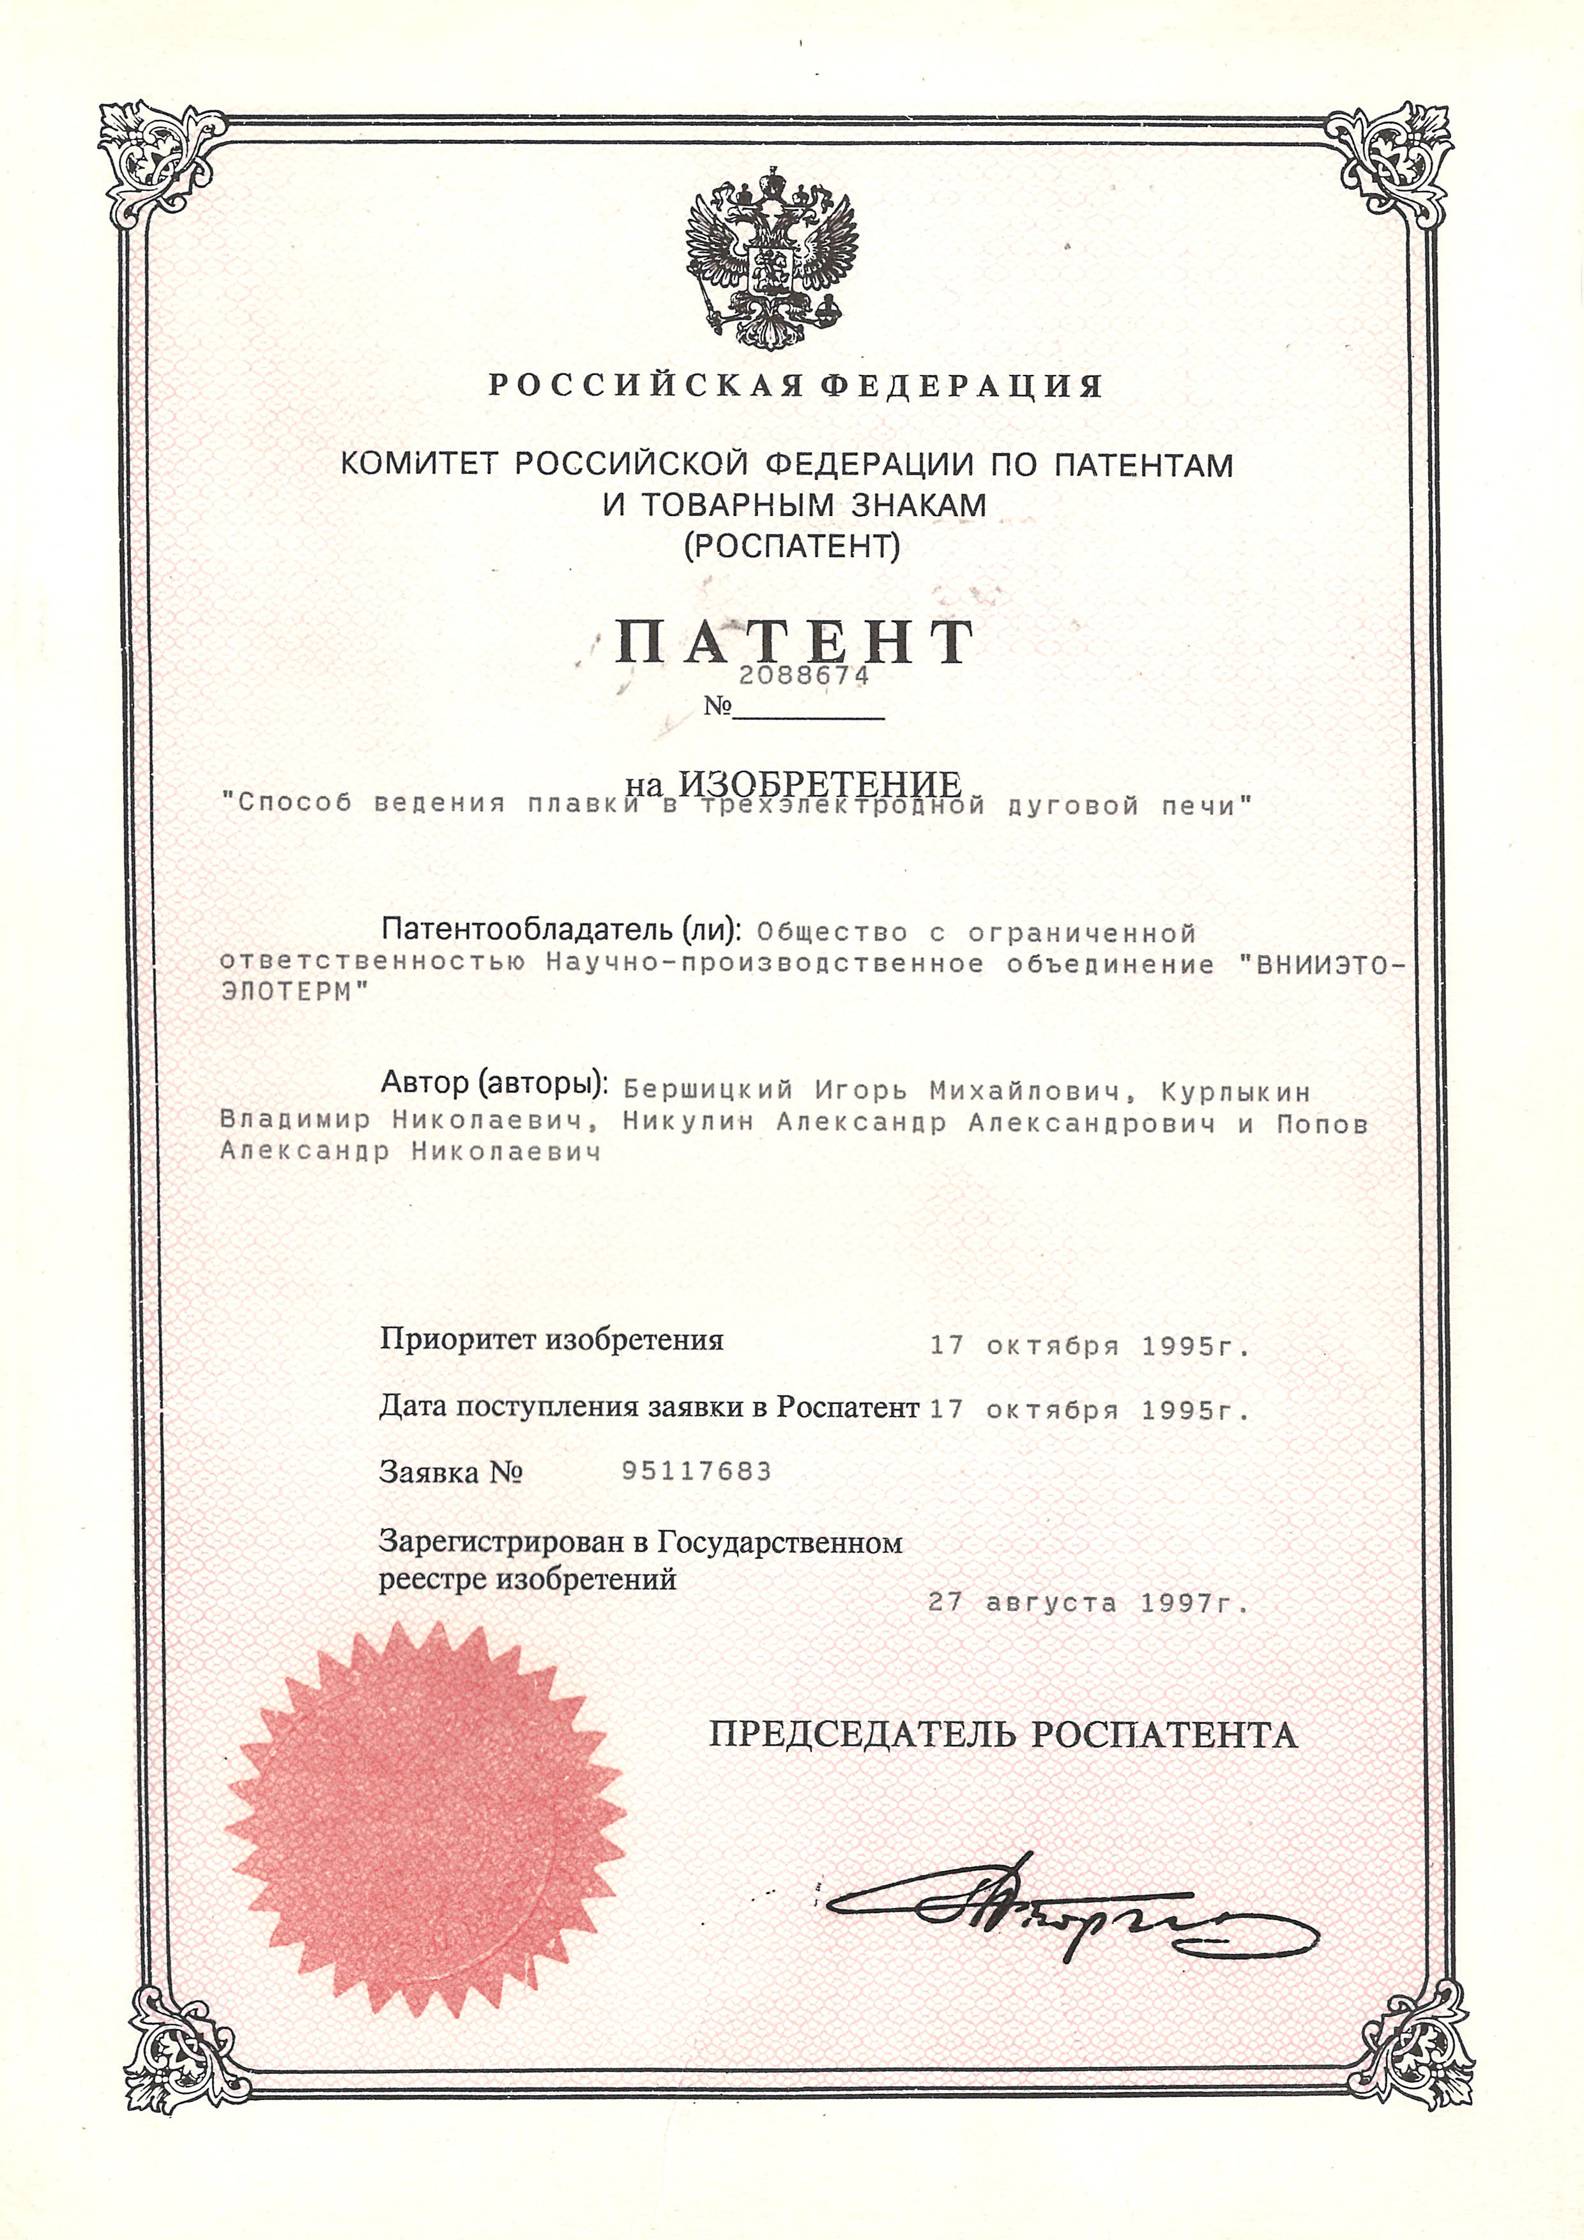 РОССИЙСКАЯ ФЕДЕРАЦИЯ
КОМИТЕТ РОССИЙСКОЙ ФЕДЕРАЦИИ ПО ПАТЕНТАМ
И ТОВАРНЫМ ЗНАКАМ
(РОСПАТЕНТ)
ПАТЕНТ
2088674
№
на ИЗОБРЕТЕНИЕ
"Способ ведения плавки в трехэлектродной дуговой печи"
Патентообладатель (ли): Общество с ограниченной
ответственностью Научно-производственное объединение "ВНИИЭТО-
ЭЛОТЕРМ"
Автор (авторы): Бершицкий Игорь Михайлович, Курлыкин
Владимир Николаевич, Никулин Александр Александрович и Попов
Александр Николаевич
Приоритет изобретения 17 октября 1995г.
Дата поступления заявки в Роспатент 17 октября 1995г.
Заявка № 95117683
Зарегистрирован в Государственном
реестре изобретений
27 августа 1997г.
ПРЕДСЕДАТЕЛЬ РОСПАТЕНТА